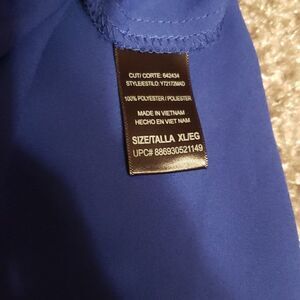 CUT/ CORTE: 642434
STYLE/ESTILO: Y72172MAD
100% POLYESTER / POLIESTER
MADE IN VIETNAM
HECHO EN VIET NAM
SIZE/TALLA XL/EG
UPC# 886930521149